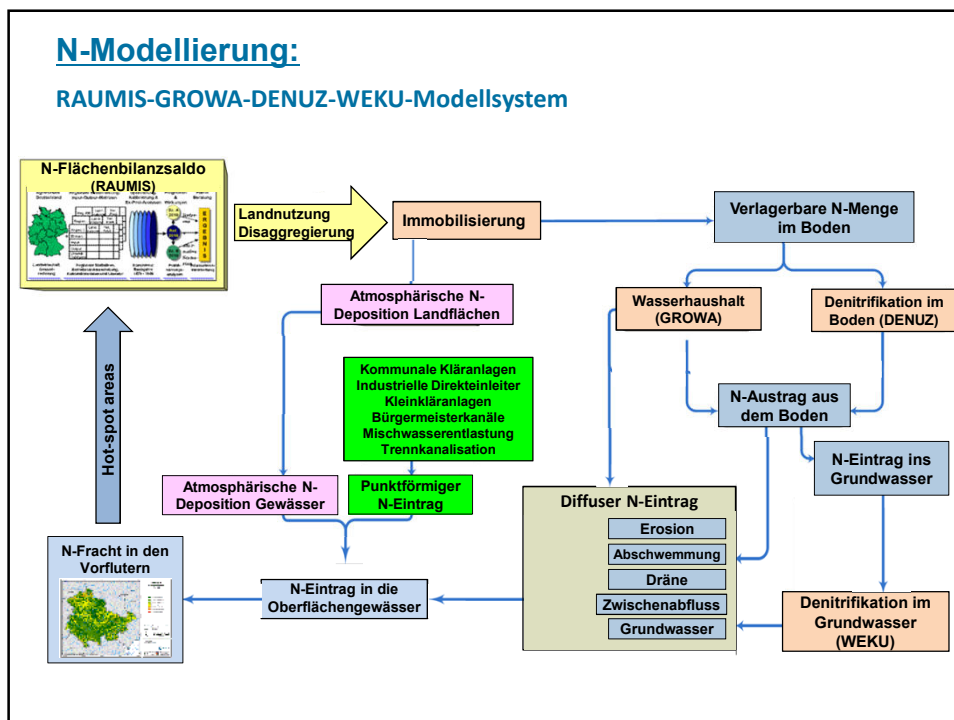 N-Modellierung:
RAUMIS-GROWA-DENUZ-WEKU-Modellsystem
N-Flächenbilanzsaldo
(RAUMIS)
ERGEBNIS
Landnutzung
Disaggregierung
Immobilisierung
Verlagerbare N-Menge
im Boden
Atmosphärische N-
Deposition Landflächen
Wasserhaushalt
(GROWA)
Denitrifikation im
Boden (DENUZ)
Hot-spot areas
Kommunale Kläranlagen
Industrielle Direkteinleiter
Kleinkläranlagen
Bürgermeisterkanäle
Mischwasserentlastung
Trennkanalisation
N-Austrag aus
dem Boden
N-Eintrag ins
Grundwasser
Atmosphärische N-
Deposition Gewässer
Punktförmiger
N-Eintrag
Diffuser N-Eintrag
Erosion
Abschwemmung
Dräne
Zwischenabfluss
Grundwasser
N-Fracht in den
Vorflutern
N-Eintrag in die
Oberflächengewässer
Denitrifikation im
Grundwasser
(WEKU)